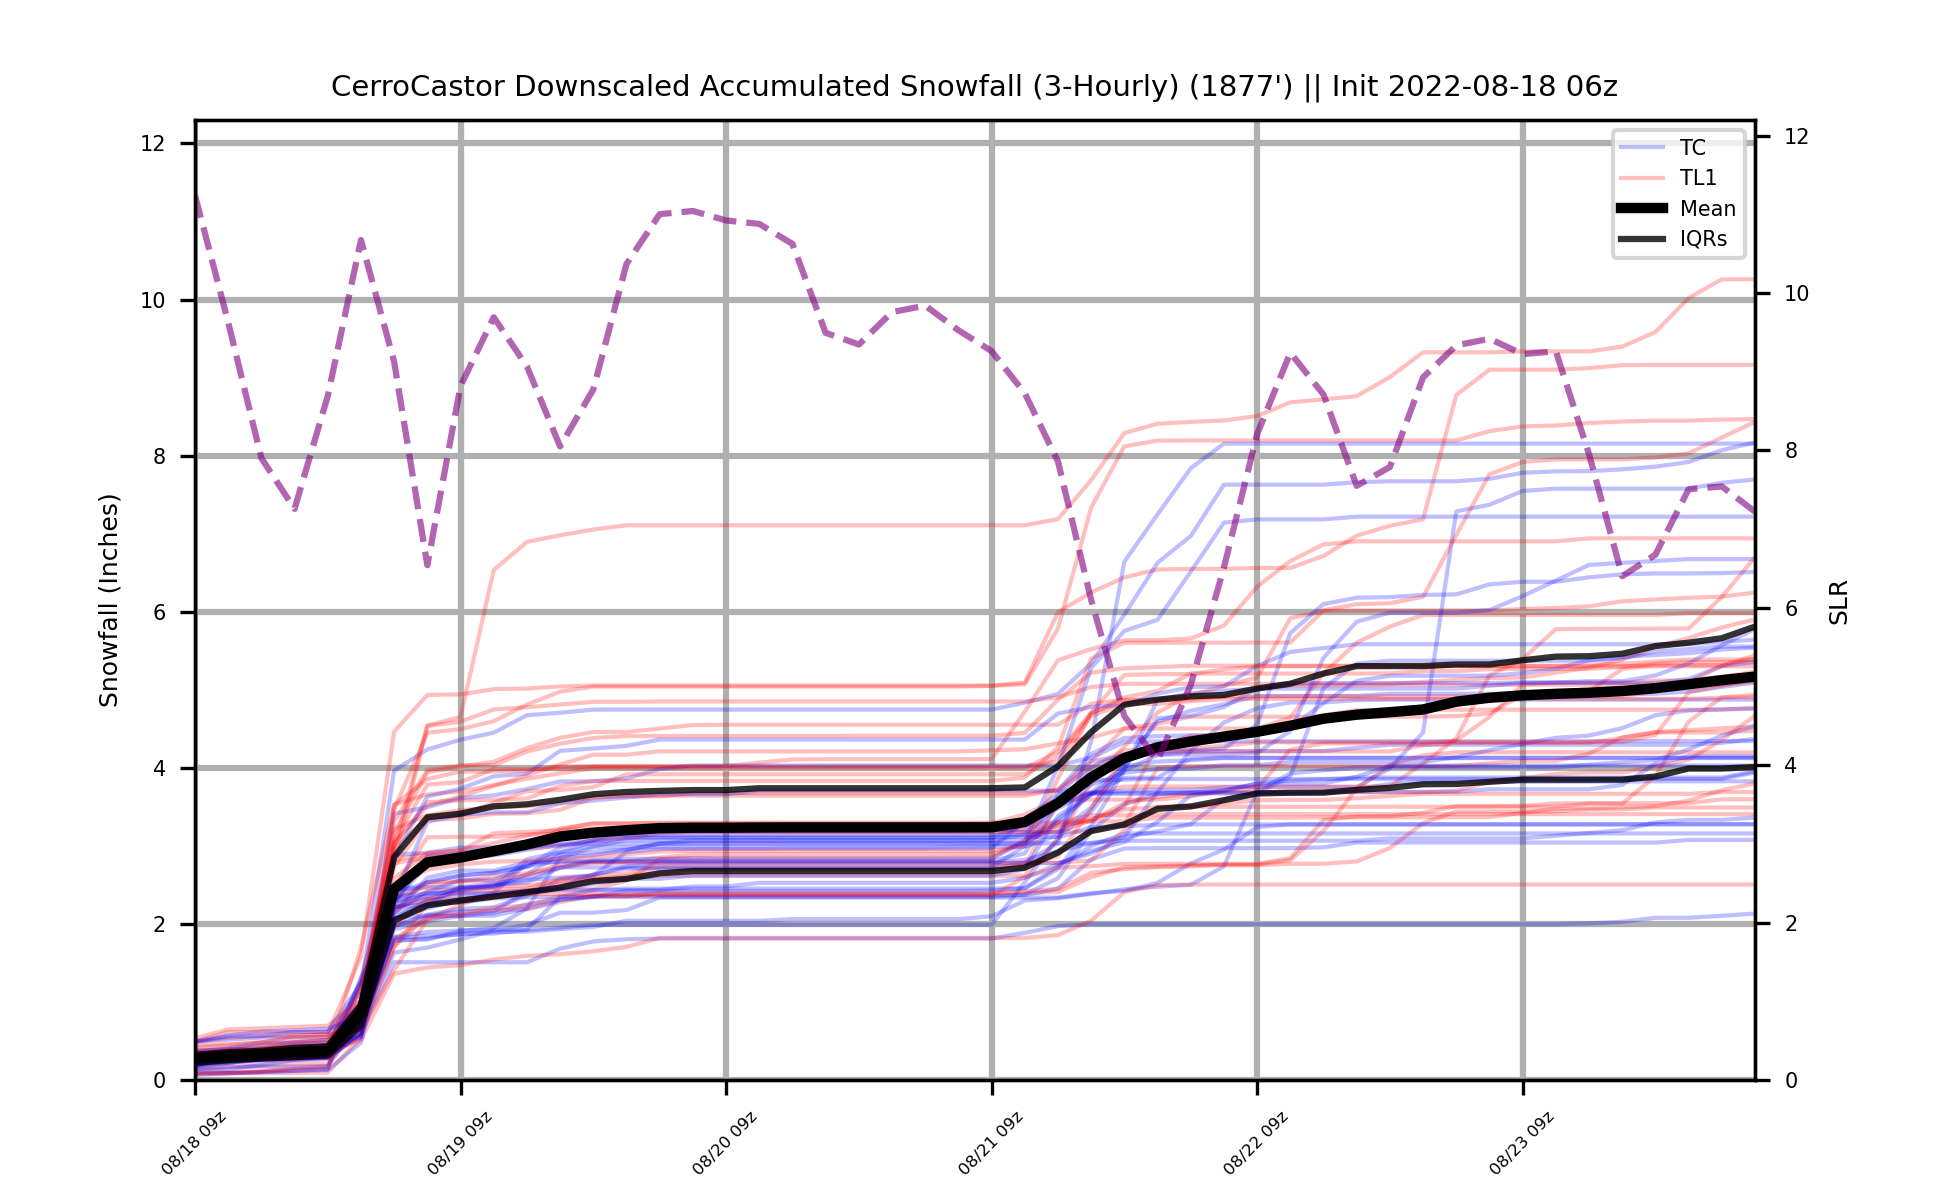 CerroCastor Downscaled Accumulated Snowfall (3-Hourly) (1877') || Init 2022-08-18 06z
12
10
8
6
4
2
0
Snowfall (Inches)
12
10
8
6
4
2
0
SLR
TC
TL1
Mean
IQRs
08/18 09z
08/19 09z
08/20 09z
08/21 09z
08/22 09z
08/23 09z